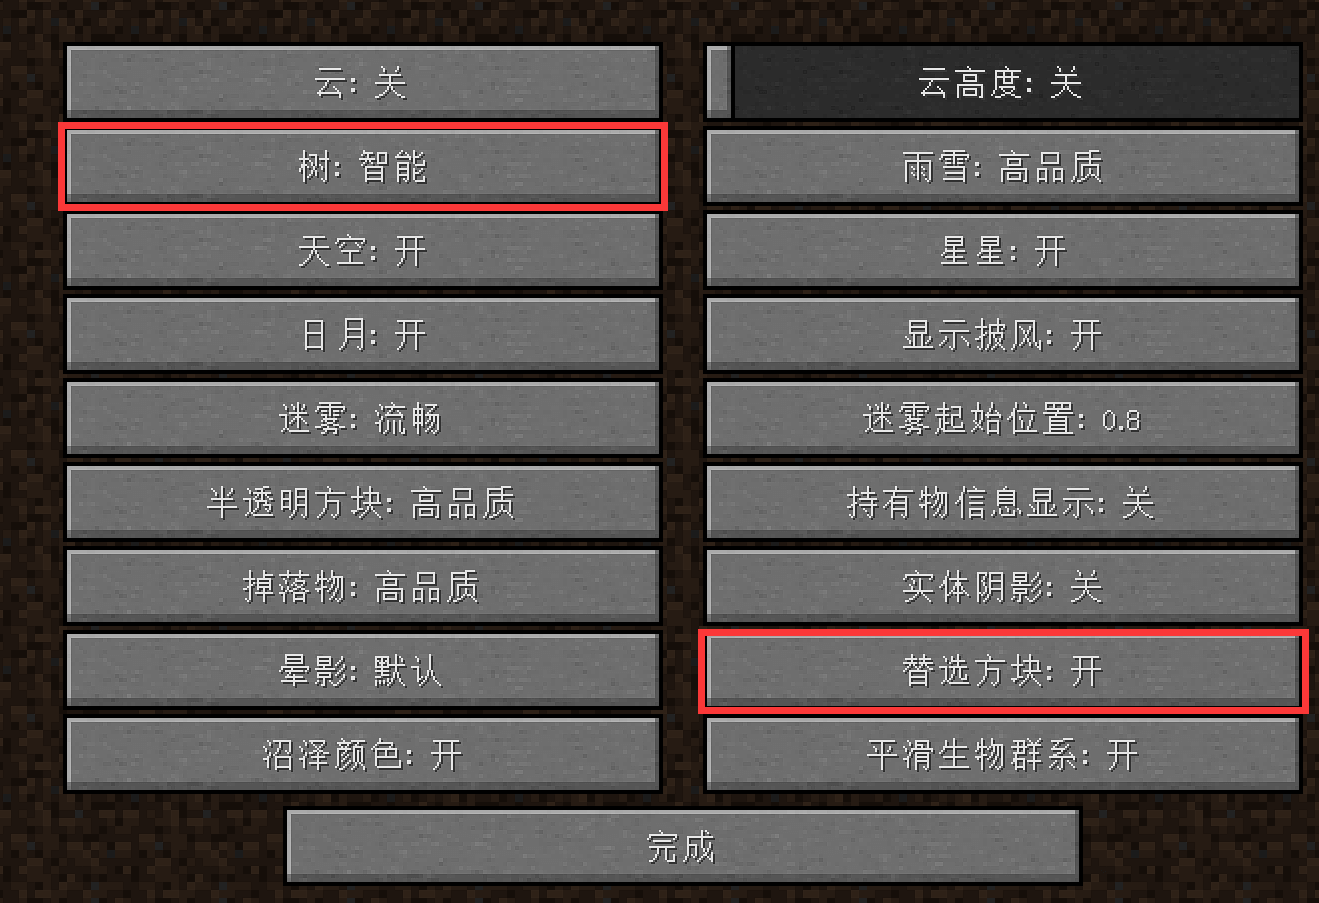 云: 关
云高度: 关
树: 智能
雨雪: 高品质
天空: 开
星星: 开
日月: 开
显示披风: 开
迷雾: 流畅
迷雾起始位置: 0.8
半透明方块: 高品质
持有物信息显示: 关
掉落物: 高品质
实体阴影: 关
晕影: 默认
替选方块: 开
沼泽颜色: 开
平滑生物群系: 开
完成